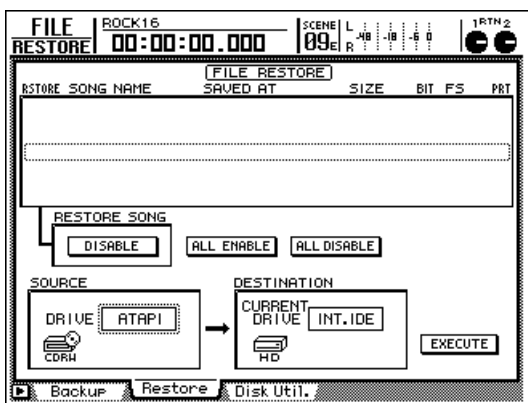 FILE RESTORE
ROCK16
00:00:00.000
SCENE
09E
L
R
-48 -18 -6 0
1RTN2
FILE RESTORE
RSTORE SONG NAME SAVED AT SIZE BIT FS PRT
RESTORE SONG
DISABLE
ALL ENABLE
ALL DISABLE
SOURCE
DRIVE ATAPI
CDRW
DESTINATION
CURRENT DRIVE INT.IDE
HD
EXECUTE
Backup
Restore
Disk Util.